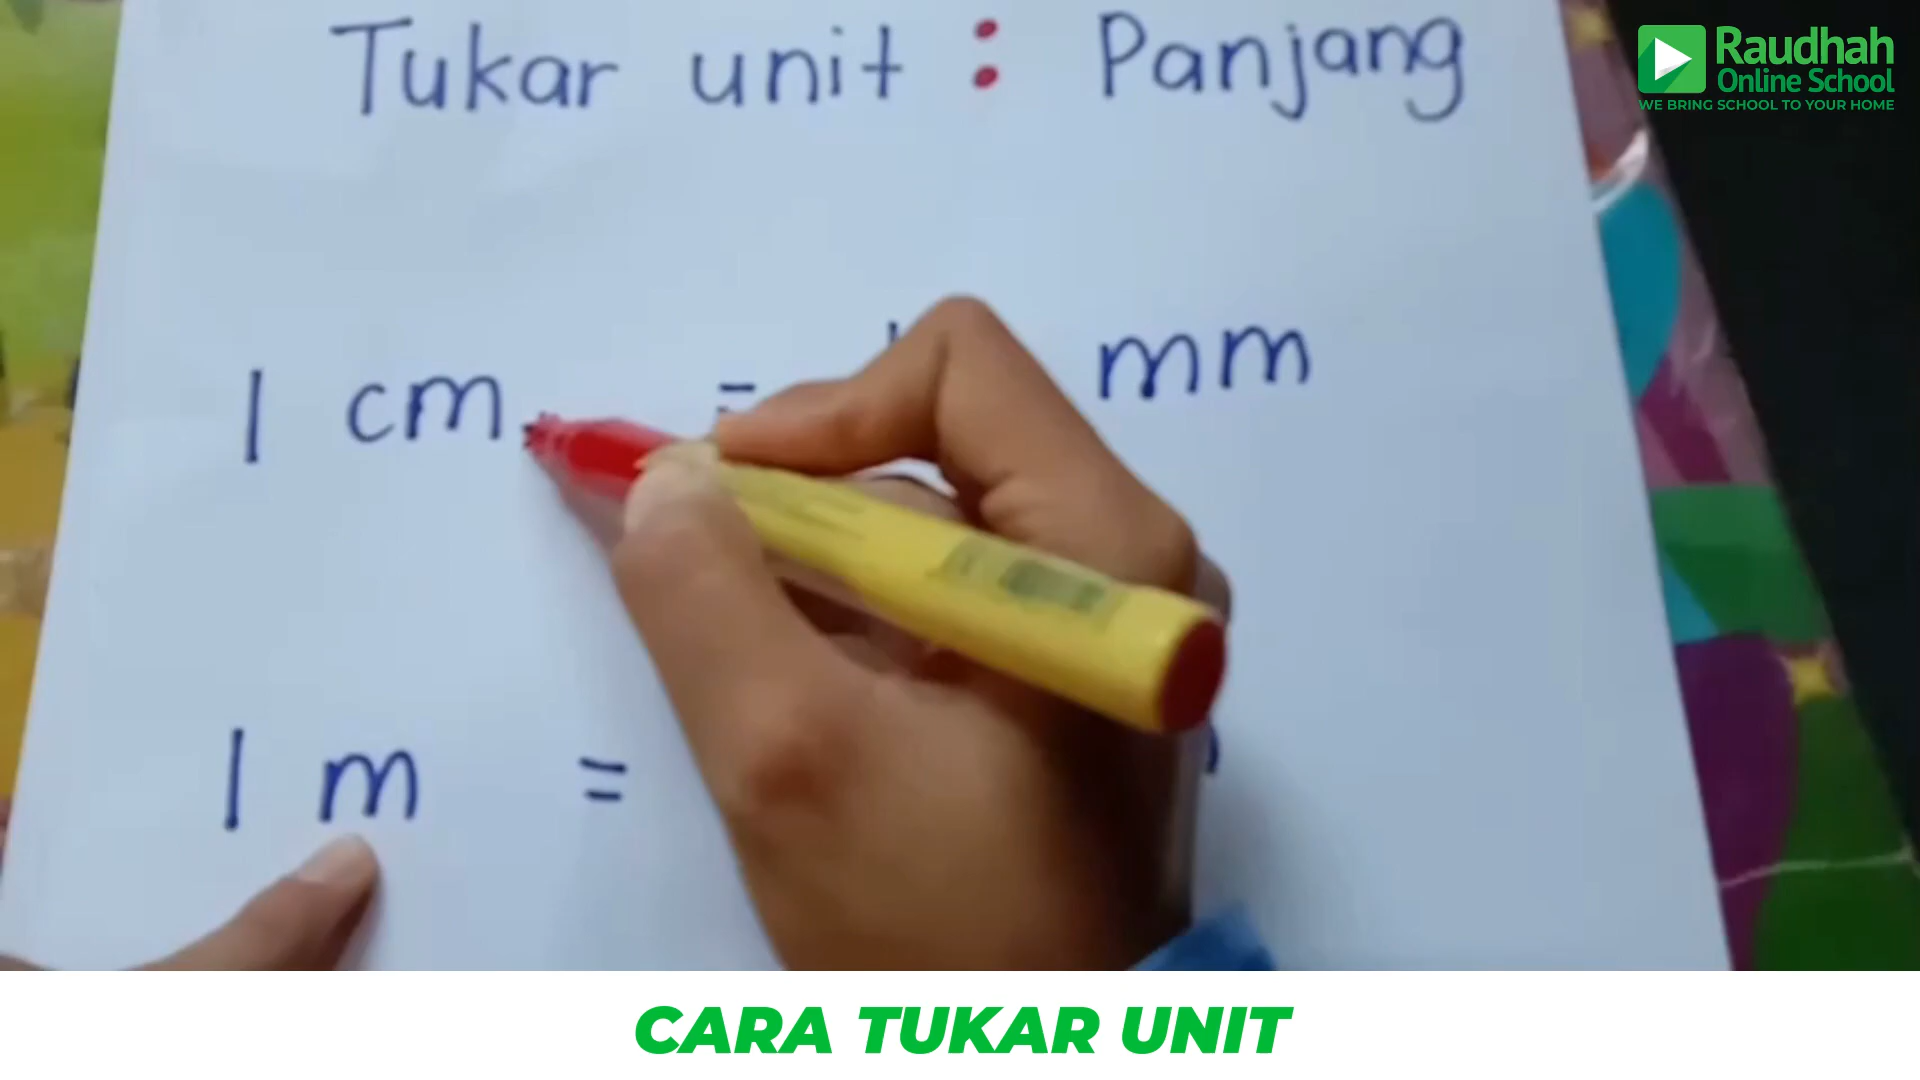 Tukar unit : Panjang
Raudhah
Online School
WE BRING SCHOOL TO YOUR HOME
1 cm = mm
1 m =
CARA TUKAR UNIT